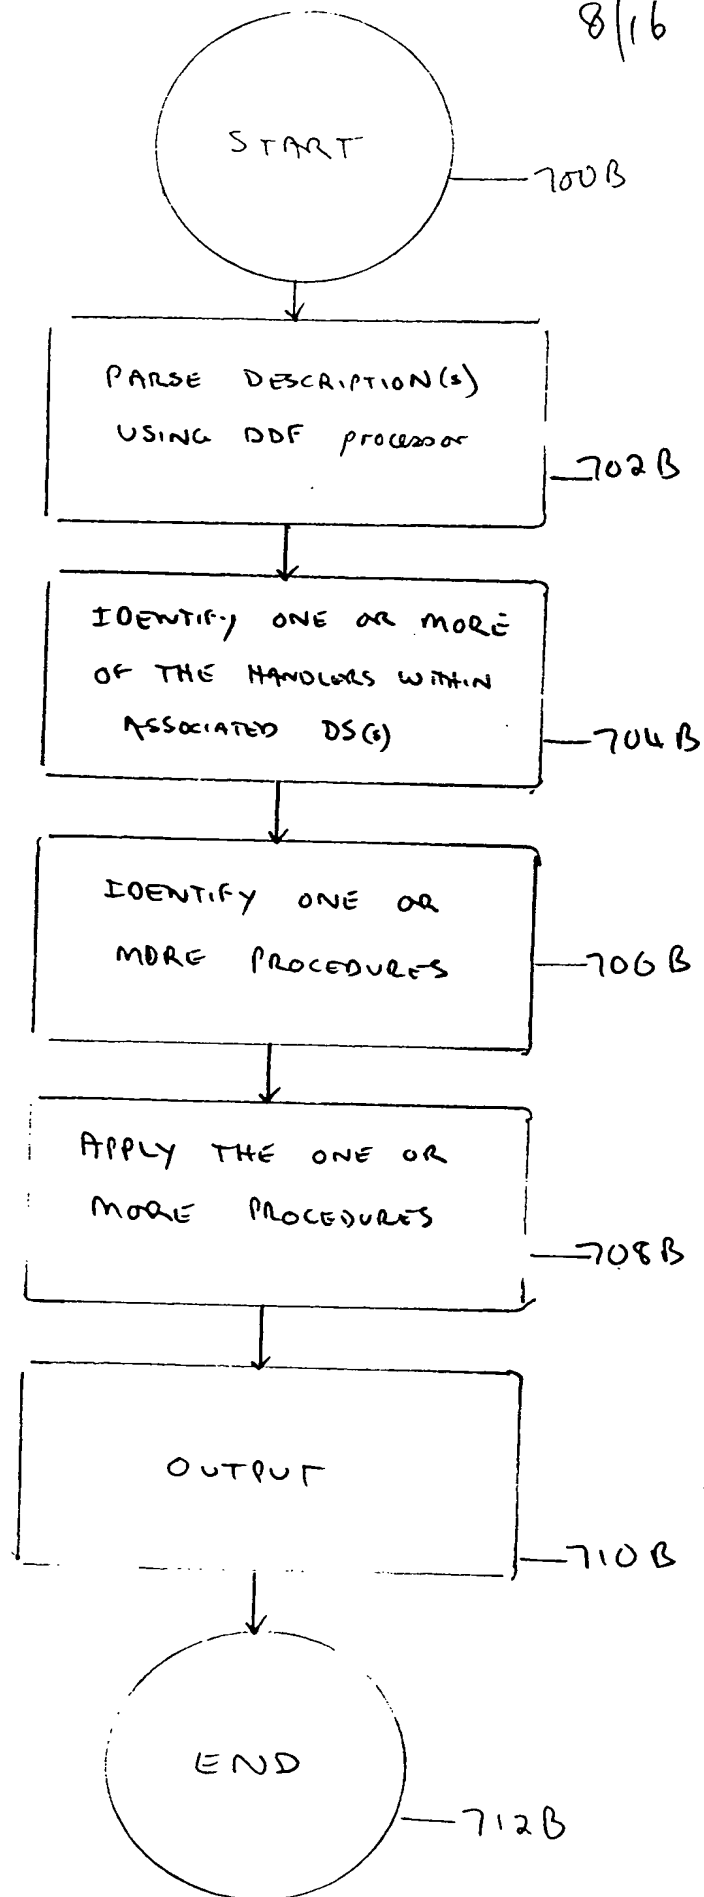 8/16
START
700B
PARSE DESCRIPTION(s)
USING DDF processor
702B
IDENTIFY ONE OR MORE
OF THE HANDLERS WITHIN
ASSOCIATED DS(s)
704B
IDENTIFY ONE OR
MORE PROCEDURES
706B
APPLY THE ONE OR
MORE PROCEDURES
708B
OUTPUT
710B
END
712B